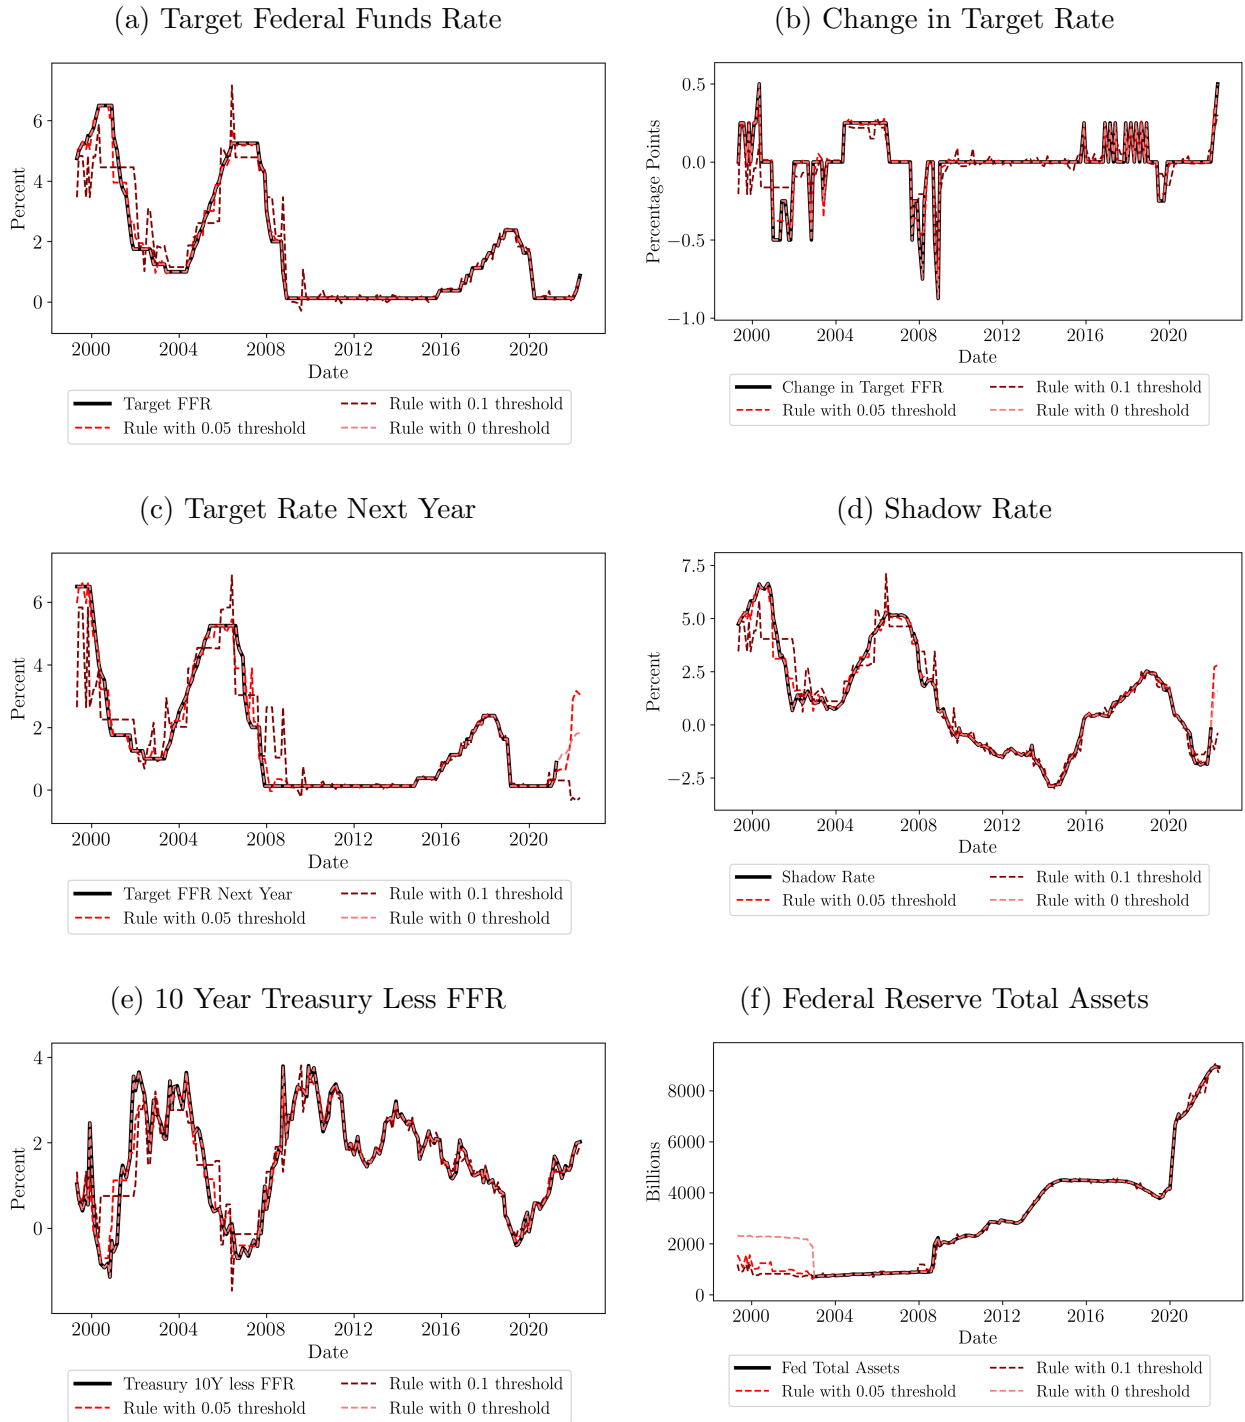 (a) Target Federal Funds Rate
Percent
6
4
2
0
2000 2004 2008 2012 2016 2020
Date
Target FFR
Rule with 0.05 threshold
Rule with 0.1 threshold
Rule with 0 threshold
(b) Change in Target Rate
Percentage Points
0.5
0.0
−0.5
−1.0
2000 2004 2008 2012 2016 2020
Date
Change in Target FFR
Rule with 0.05 threshold
Rule with 0.1 threshold
Rule with 0 threshold
(c) Target Rate Next Year
Percent
6
4
2
0
2000 2004 2008 2012 2016 2020
Date
Target FFR Next Year
Rule with 0.05 threshold
Rule with 0.1 threshold
Rule with 0 threshold
(d) Shadow Rate
Percent
7.5
5.0
2.5
0.0
−2.5
2000 2004 2008 2012 2016 2020
Date
Shadow Rate
Rule with 0.05 threshold
Rule with 0.1 threshold
Rule with 0 threshold
(e) 10 Year Treasury Less FFR
Percent
4
2
0
2000 2004 2008 2012 2016 2020
Date
Treasury 10Y less FFR
Rule with 0.05 threshold
Rule with 0.1 threshold
Rule with 0 threshold
(f) Federal Reserve Total Assets
Billions
8000
6000
4000
2000
0
2000 2004 2008 2012 2016 2020
Date
Fed Total Assets
Rule with 0.05 threshold
Rule with 0.1 threshold
Rule with 0 threshold